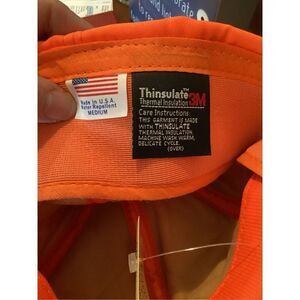 Made In U.S.A.
Water Repellent
MEDIUM
Thinsulate™
Thermal Insulation 3M
Care Instructions:
THIS GARMENT IS MADE
WITH THINSULATE
THERMAL INSULATION.
MACHINE WASH WARM,
DELICATE CYCLE.
(OVER)